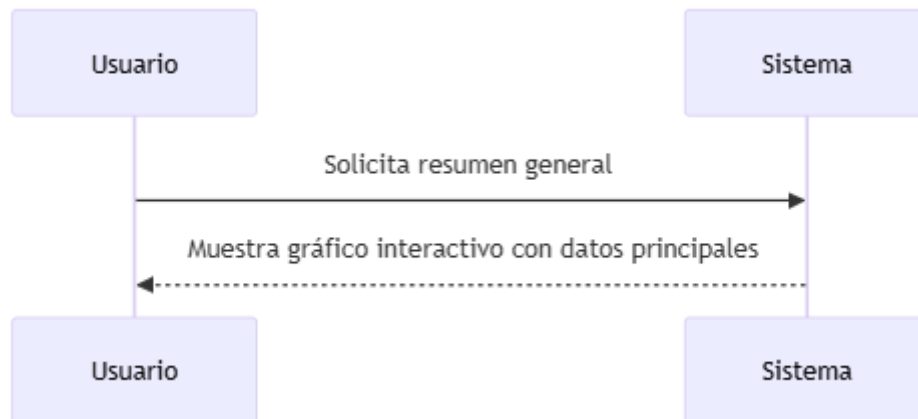 Usuario
Sistema
Solicita resumen general
Muestra gráfico interactivo con datos principales
Usuario
Sistema